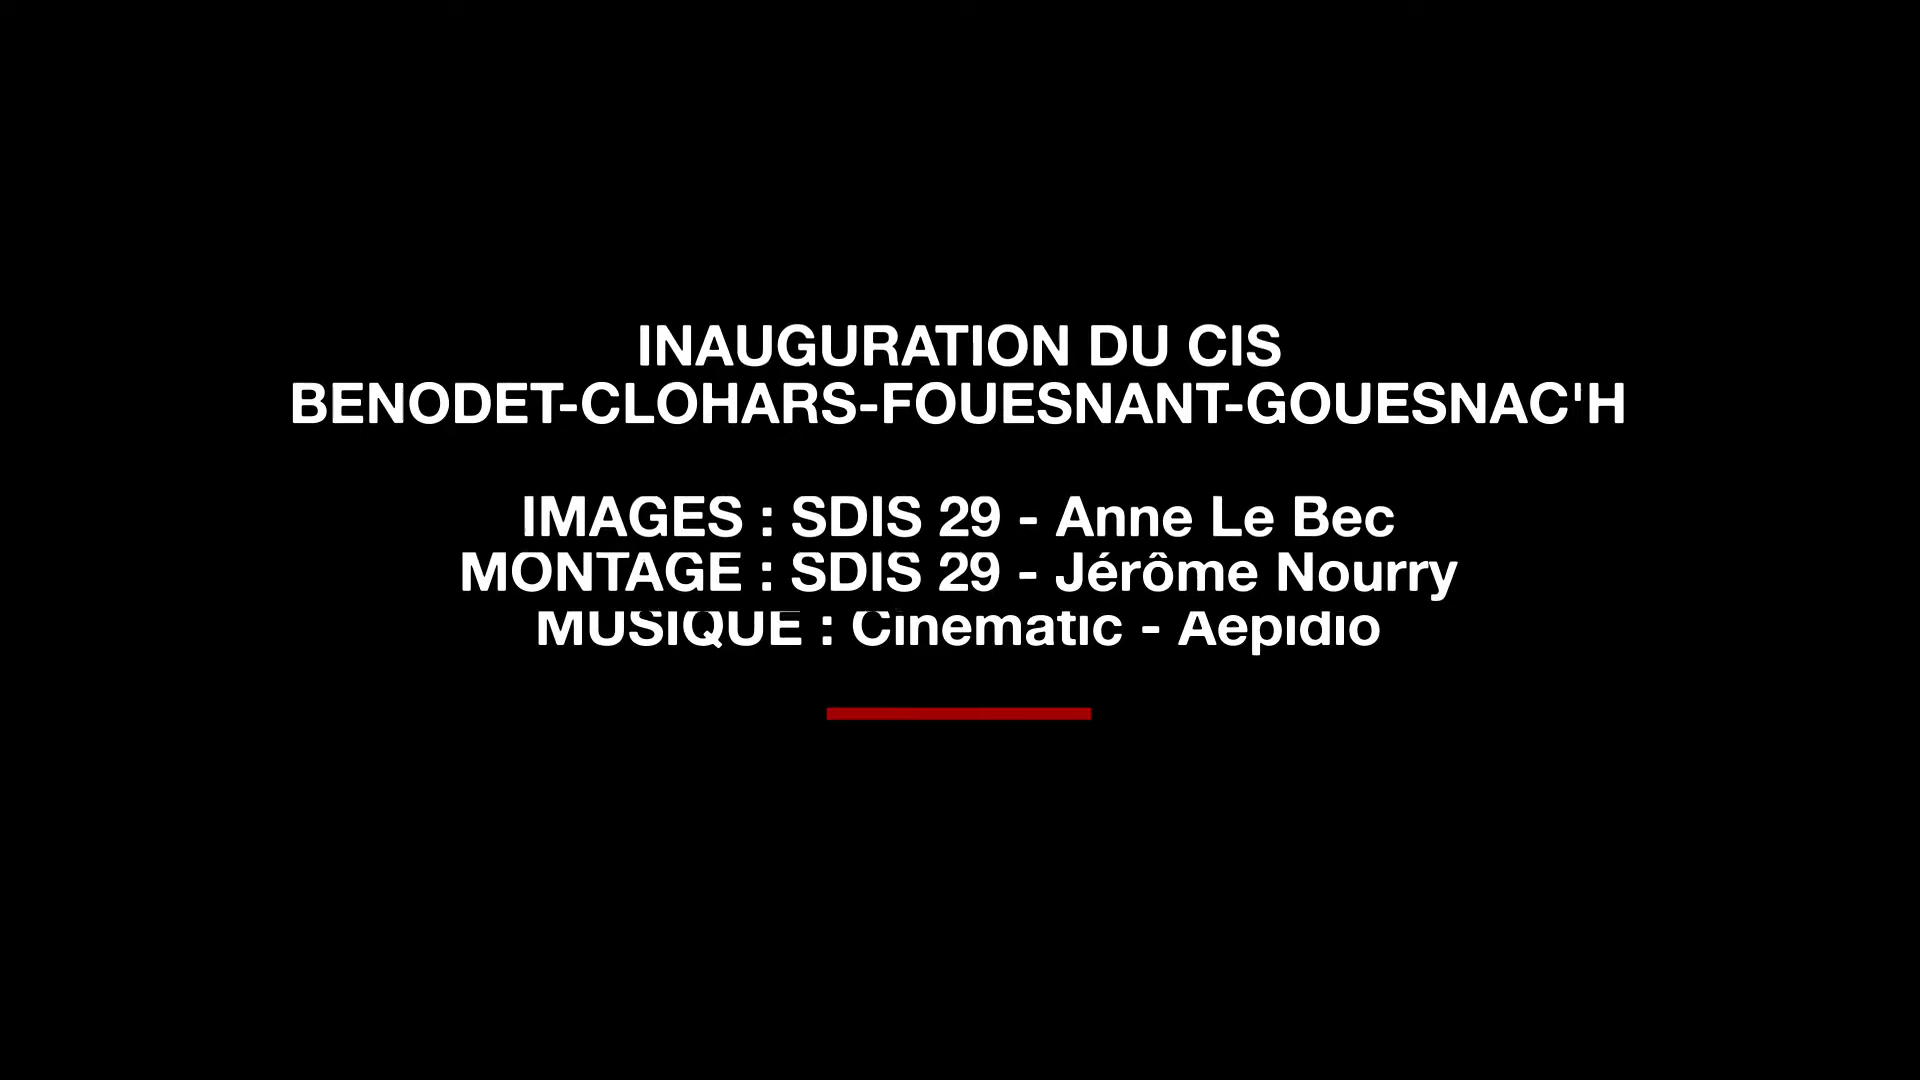 INAUGURATION DU CIS
BENODET-CLOHARS-FOUESNANT-GOUESNAC'H
IMAGES : SDIS 29 - Anne Le Bec
MONTAGE : SDIS 29 - Jérôme Nourry
MUSIQUE : Cinematic - Aepidio